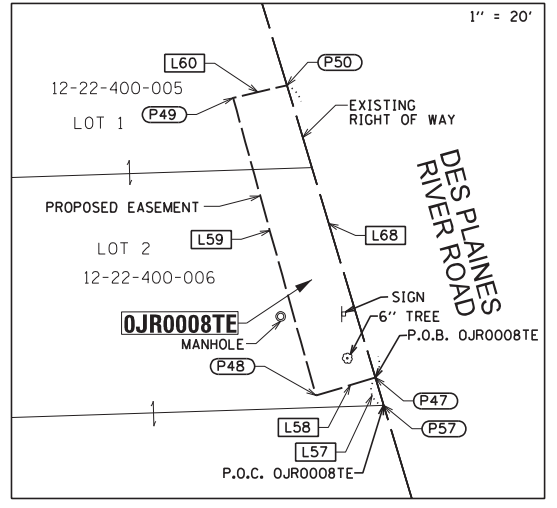 1'' = 20'
L60
P50
12-22-400-005
P49
LOT 1
EXISTING
RIGHT OF WAY
DES PLAINES
RIVER ROAD
PROPOSED EASEMENT
L59
L68
LOT 2
12-22-400-006
SIGN
0JR0008TE
6'' TREE
MANHOLE
P.O.B. 0JR0008TE
P48
P47
L58
P57
L57
P.O.C. 0JR0008TE